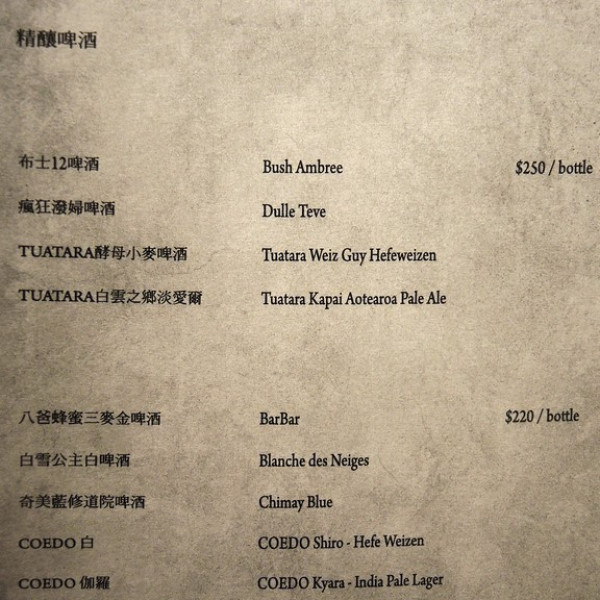 精釀啤酒
布士12啤酒 Bush Ambree $250 / bottle
瘋狂潑婦啤酒 Dulle Teve
TUATARA酵母小麥啤酒 Tuatara Weiz Guy Hefeweizen
TUATARA白雲之鄉淡愛爾 Tuatara Kapai Aotearoa Pale Ale
八爸蜂蜜三麥金啤酒 BarBar $220 / bottle
白雪公主白啤酒 Blanche des Neiges
奇美藍修道院啤酒 Chimay Blue
COEDO 白 COEDO Shiro - Hefe Weizen
COEDO 伽羅 COEDO Kyara - India Pale Lager